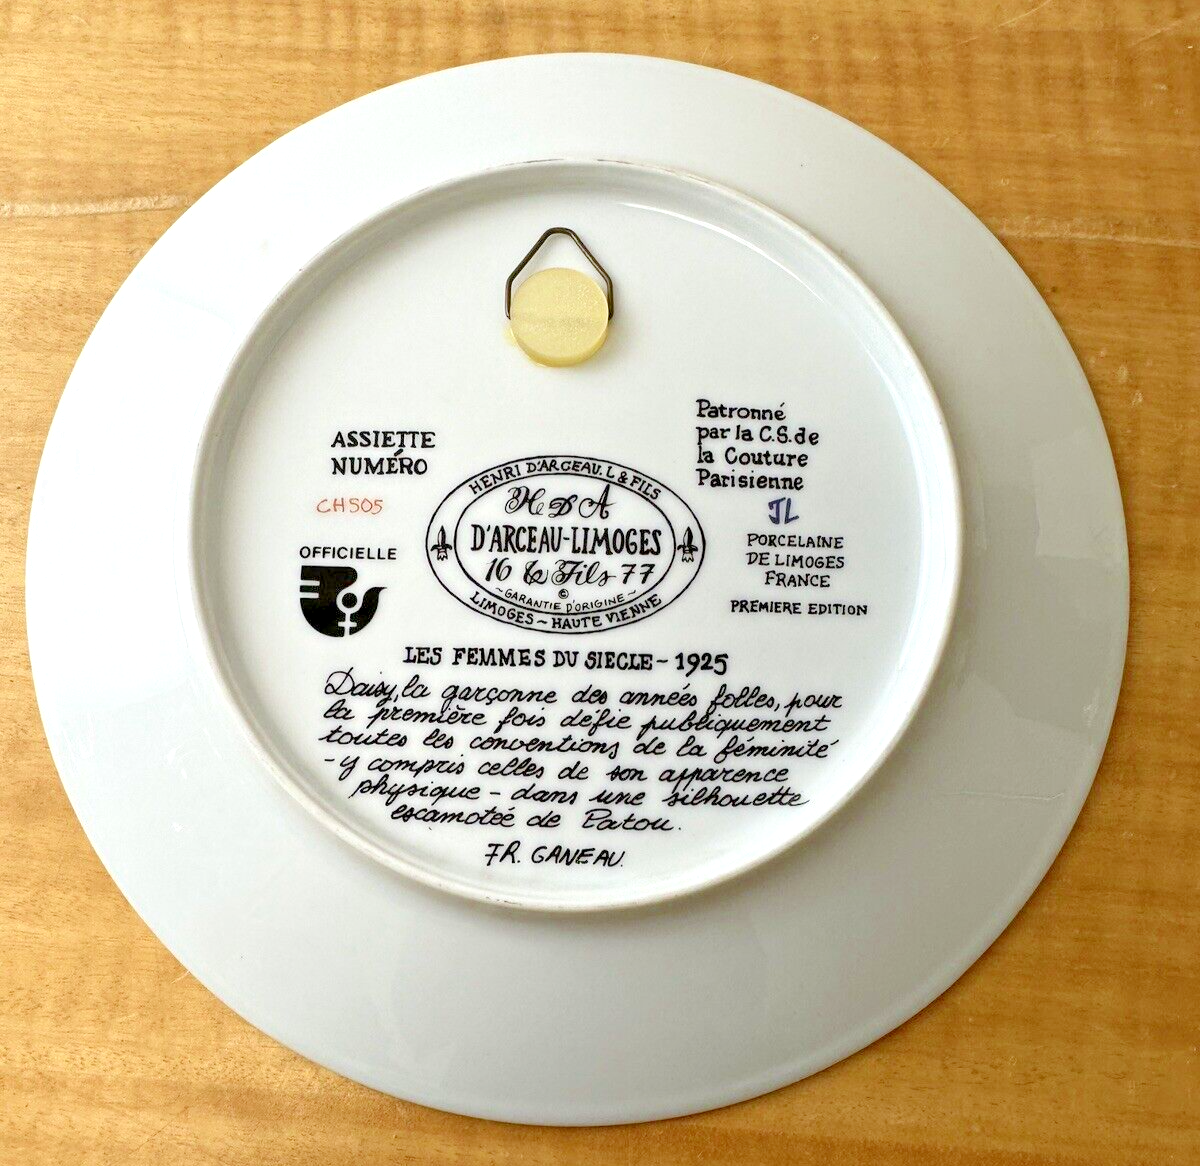 Patronné
par la C.S. de
la Couture
Parisienne
ASSIETTE
NUMÉRO
CH505
JL
HENRI D'ARCEAU. L & FILS
H D A
D'ARCEAU-LIMOGES
16 & Fils 77
~GARANTIE D'ORIGINE~
©
LIMOGES ~ HAUTE VIENNE
PORCELAINE
DE LIMOGES
FRANCE
OFFICIELLE
PREMIERE EDITION
LES FEMMES DU SIECLE - 1925
Daisy, la garçonne des années folles, pour
la première fois défie publiquement
toutes les conventions de la féminité
- y compris celles de son apparence
physique - dans une silhouette
escamotée de Patou.
FR. GANEAU.